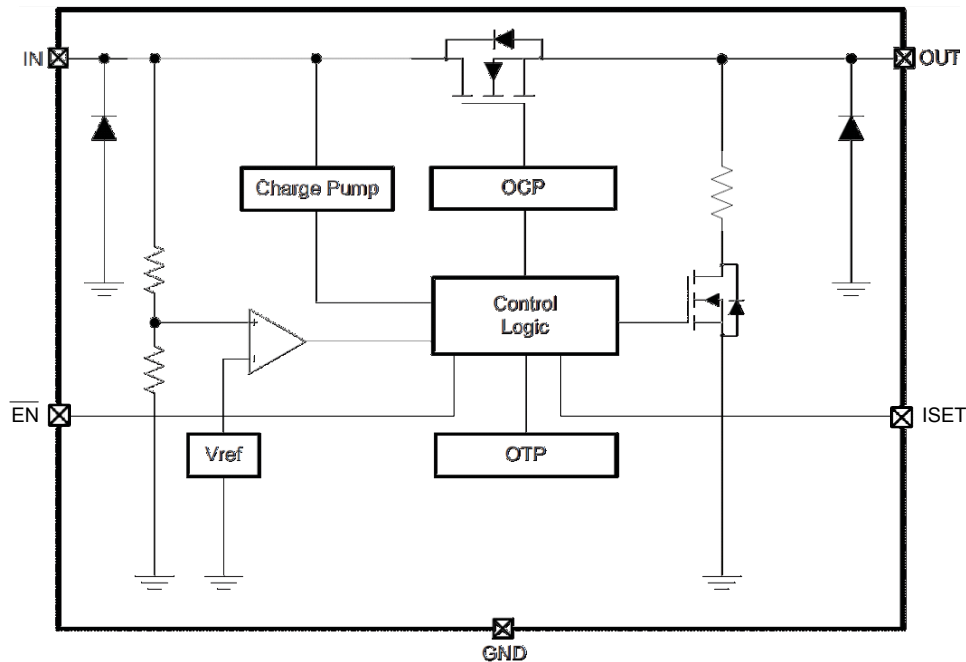 IN
OUT
Charge Pump
OCP
Control
Logic
+
EN
ISET
Vref
OTP
GND